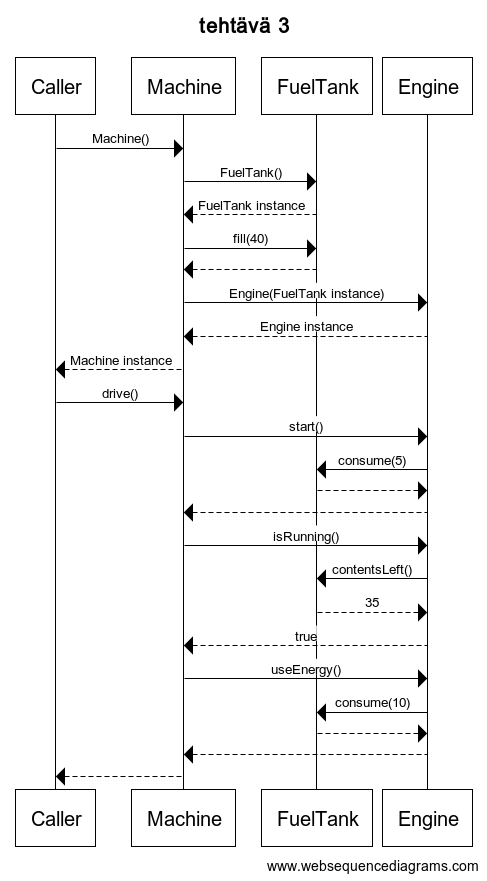 tehtävä 3
Caller Machine FuelTank Engine
Machine()
FuelTank()
FuelTank instance
fill(40)
Engine(FuelTank instance)
Engine instance
Machine instance
drive()
start()
consume(5)
isRunning()
contentsLeft()
35
true
useEnergy()
consume(10)
Caller Machine FuelTank Engine
www.websequencediagrams.com